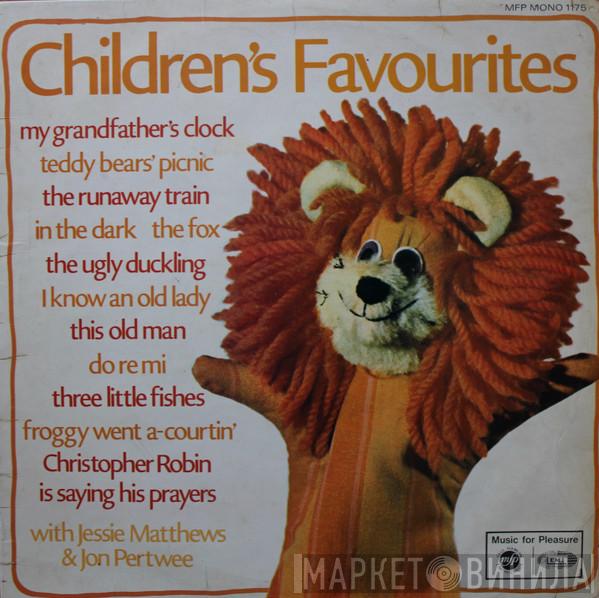 MFP MONO 1175
Children's Favourites
my grandfather's clock
teddy bears' picnic
the runaway train
in the dark the fox
the ugly duckling
I know an old lady
this old man
do re mi
three little fishes
froggy went a-courtin'
Christopher Robin
is saying his prayers
with Jessie Matthews
& Jon Pertwee
Music for Pleasure
mfp EMI
МАРКЕТ ВИНИЛА